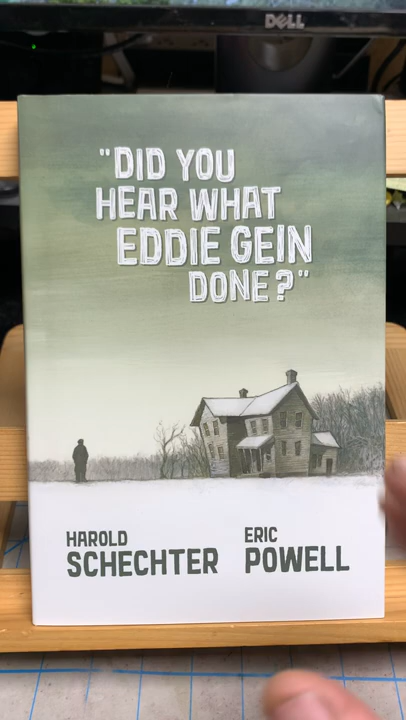 DELL
"DID YOU
HEAR WHAT
EDDIE GEIN
DONE?"
HAROLD
SCHECHTER
ERIC
POWELL